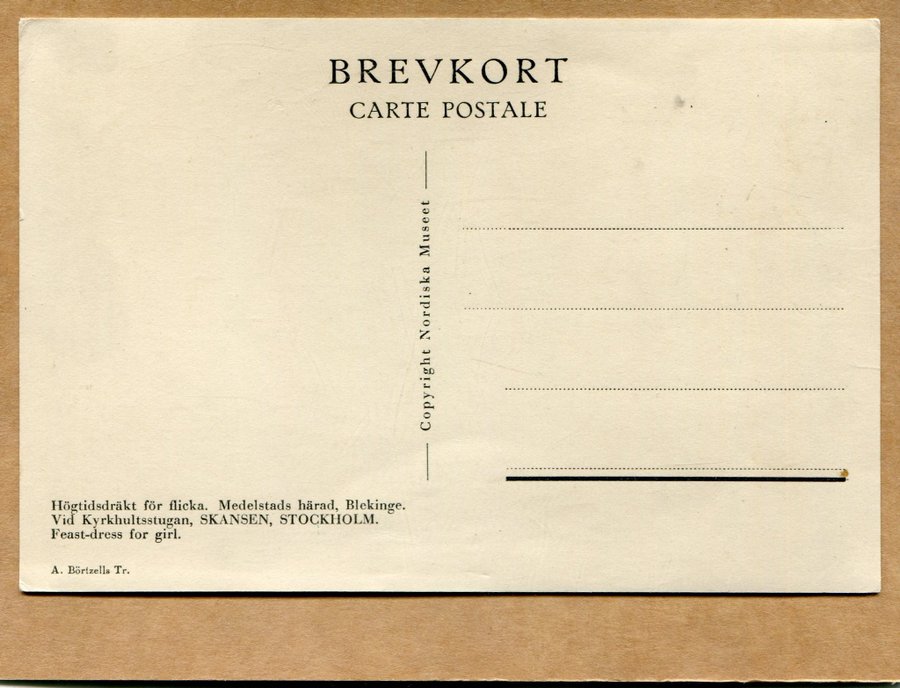 BREVKORT
CARTE POSTALE
Copyright Nordiska Museet
Högtidsdräkt för flicka. Medelstads härad, Blekinge.
Vid Kyrkhultsstugan, SKANSEN, STOCKHOLM.
Feast-dress for girl.
A. Börtzells Tr.